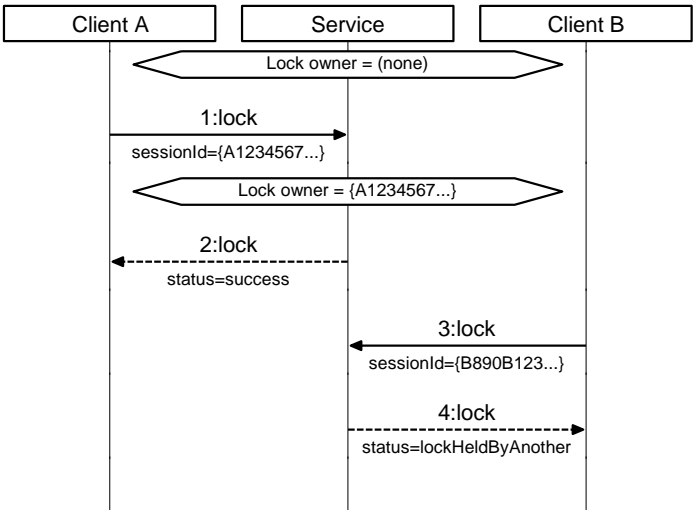 Client A
Service
Client B
Lock owner = (none)
1:lock
sessionId={A1234567...}
Lock owner = {A1234567...}
2:lock
status=success
3:lock
sessionId={B890B123...}
4:lock
status=lockHeldByAnother